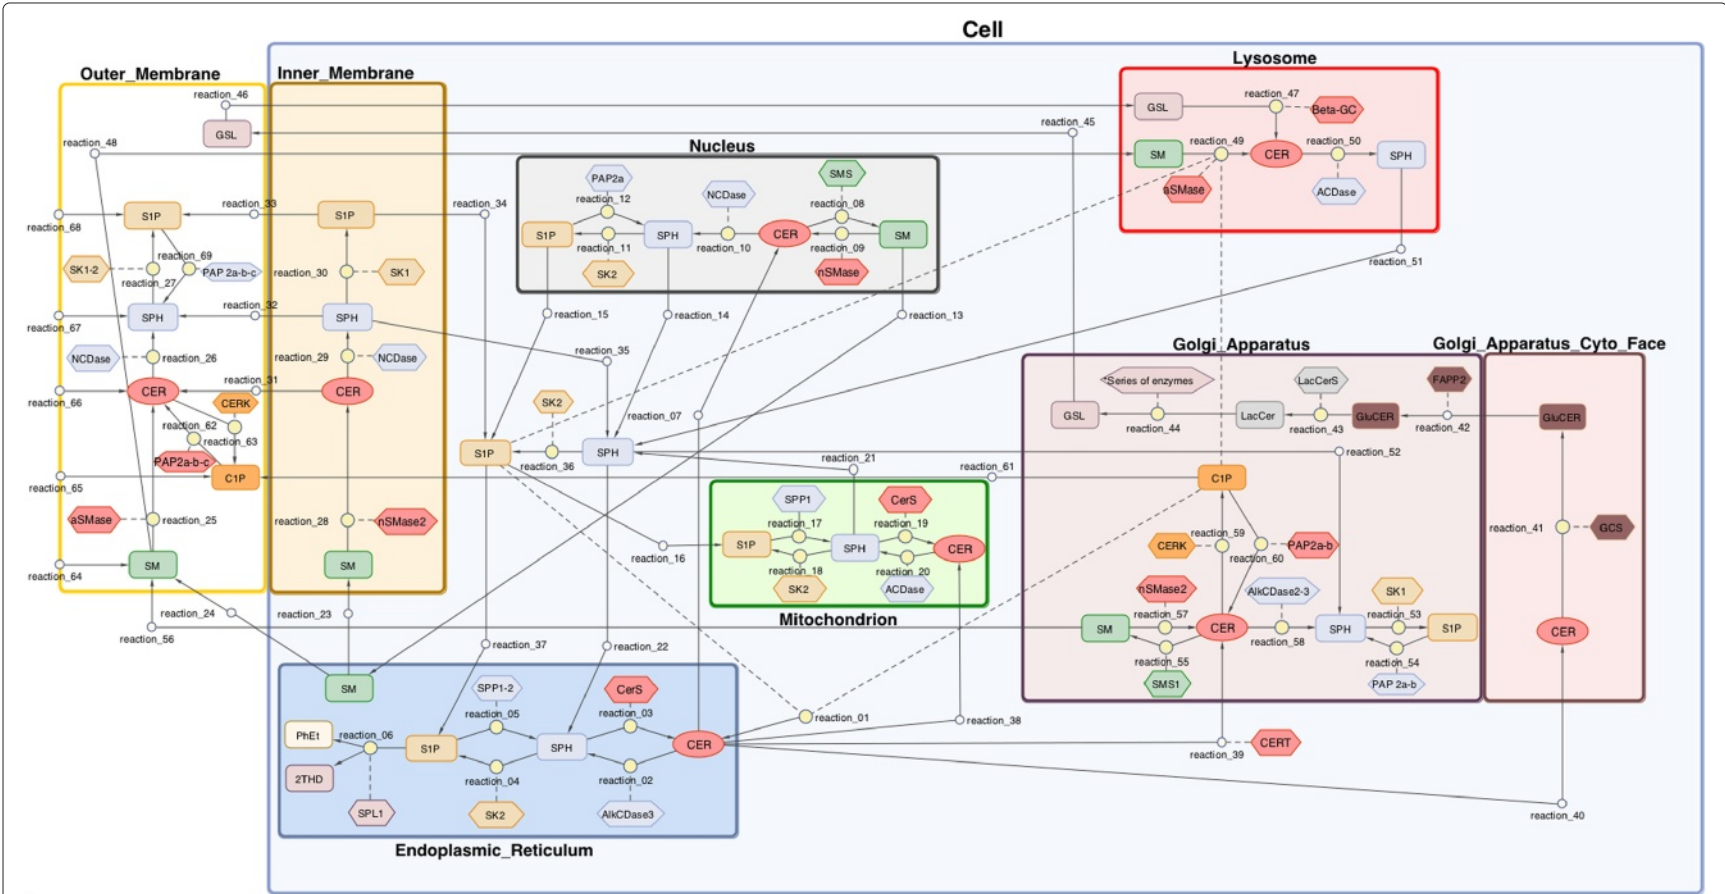 Cell
Outer_Membrane
Inner_Membrane
Lysosome
reaction_46
GSL
reaction_48
reaction_45
GSL
reaction_47
Beta-GC
SM
reaction_49
CER
reaction_50
SPH
aSMase
ACDase
reaction_51
Nucleus
PAP2a
reaction_12
NCDase
SMS
reaction_08
S1P
SPH
CER
SM
reaction_11
reaction_10
reaction_09
SK2
nSMase
reaction_15
reaction_14
reaction_13
reaction_68
S1P
reaction_33
S1P
reaction_34
SK1-2
reaction_69
PAP 2a-b-c
reaction_27
reaction_30
SK1
reaction_67
SPH
reaction_32
SPH
reaction_35
NCDase
reaction_26
reaction_29
NCDase
reaction_66
CER
reaction_31
CER
CERK
reaction_62
reaction_63
PAP2a-b-c
reaction_65
C1P
aSMase
reaction_25
reaction_28
nSMase2
reaction_64
SM
SM
reaction_24
reaction_23
reaction_56
SK2
reaction_07
S1P
reaction_36
SPH
reaction_21
reaction_61
reaction_52
reaction_16
reaction_37
reaction_22
SPP1
CerS
reaction_17
reaction_19
S1P
SPH
CER
reaction_18
reaction_20
SK2
ACDase
Mitochondrion
Golgi_Apparatus
Golgi_Apparatus_Cyto_Face
*Series of enzymes
LacCerS
FAPP2
GSL
reaction_44
LacCer
reaction_43
GluCER
reaction_42
GluCER
C1P
reaction_41
GCS
CERK
reaction_59
reaction_60
PAP2a-b
nSMase2
AlkCDase2-3
SK1
reaction_57
reaction_53
SM
CER
reaction_58
SPH
S1P
CER
reaction_55
reaction_54
SMS1
PAP 2a-b
SM
SPP1-2
CerS
reaction_05
reaction_03
reaction_01
reaction_38
PhEt
reaction_06
S1P
SPH
CER
reaction_39
CERT
2THD
reaction_04
reaction_02
SPL1
SK2
AlkCDase3
reaction_40
Endoplasmic_Reticulum